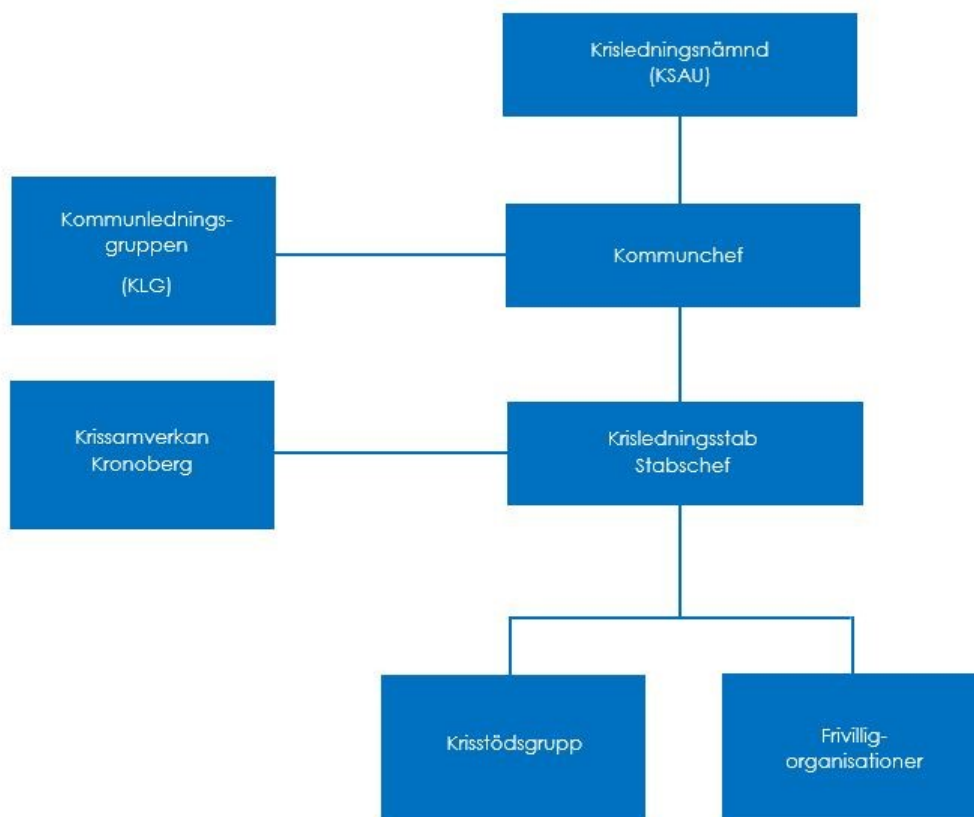 Krisledningsnämnd
(KSAU)
Kommunlednings-
gruppen
(KLG)
Kommunchef
Krissamverkan
Kronoberg
Krisledningsstab
Stabschef
Krisstödsgrupp
Frivillig-
organisationer